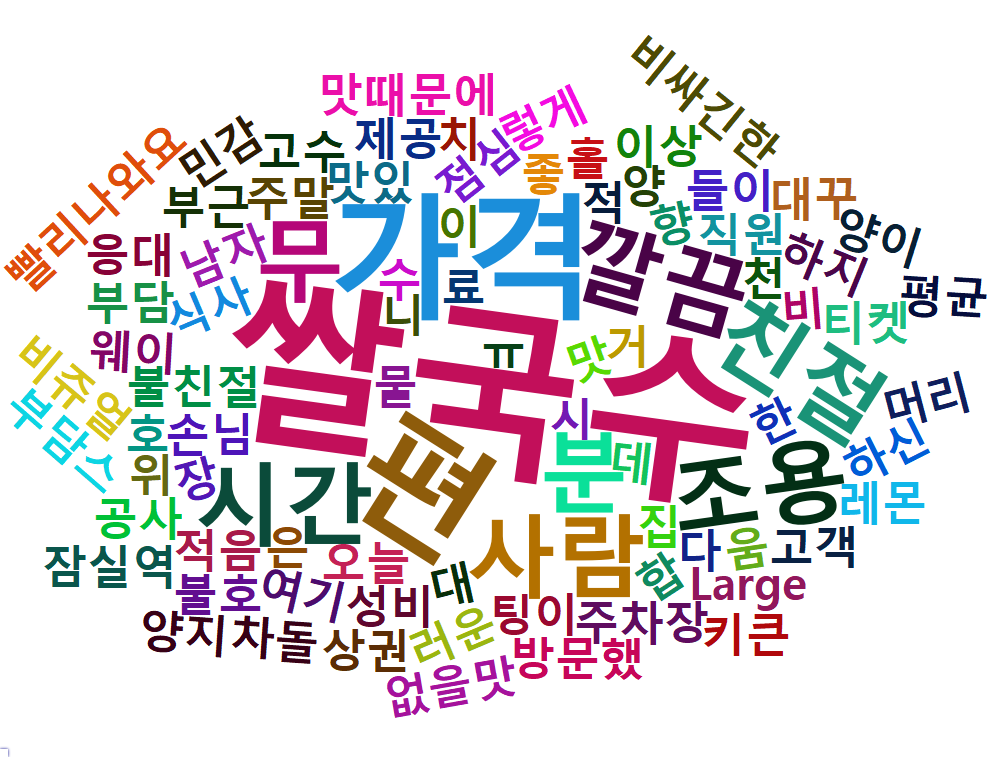 비싸긴한
맛때문에
렇게
빨리나와요
민감
고수
제공
치
점심
좋
홀
이상
부근
주말
맛있
적
양
들이
대꾸
응대
남자
뭇
가격
이
깔끔
향
직원
하지
양이
부담
식사
수
니
료
천
비
티켓
평균
웨이
쌀국수
ㅠ
맛
거
친절
비쥬얼
불친절
물
머리
부담스
호
손님
편
시
분
데
한
하신
위
장
시간
조용
레몬
공사
사람
집
다
움
고객
잠실역
적음
은
오늘
대
합
Large
불호
여기
성비
팅이
주차장
키큰
양지차돌
상권
러운
방문했
없을맛